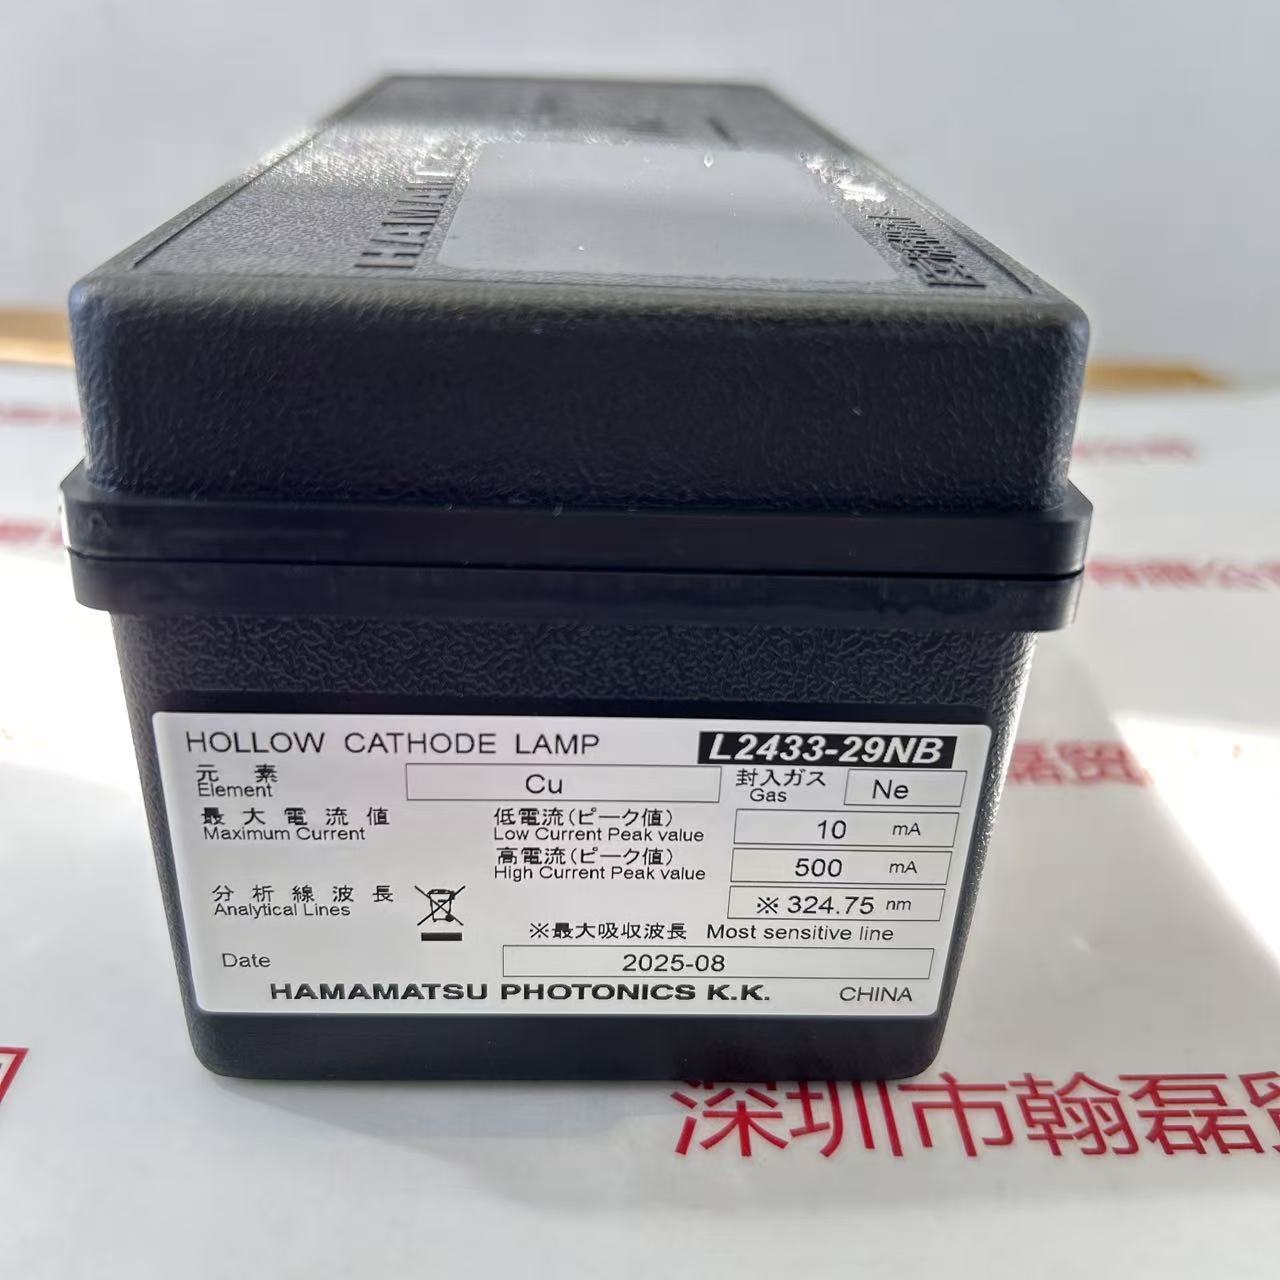 HAMAMATSU
HOLLOW CATHODE LAMP L2433-29NB
元素 Cu 封入ガス Ne
Element Gas
最大電流値 低電流(ピーク値) 10 mA
Maximum Current Low Current Peak value
高電流(ピーク値) 500 mA
High Current Peak value
分析線波長 ※ 324.75 nm
Analytical Lines
※最大吸収波長 Most sensitive line
Date 2025-08
HAMAMATSU PHOTONICS K.K. CHINA
深圳市翰磊贸